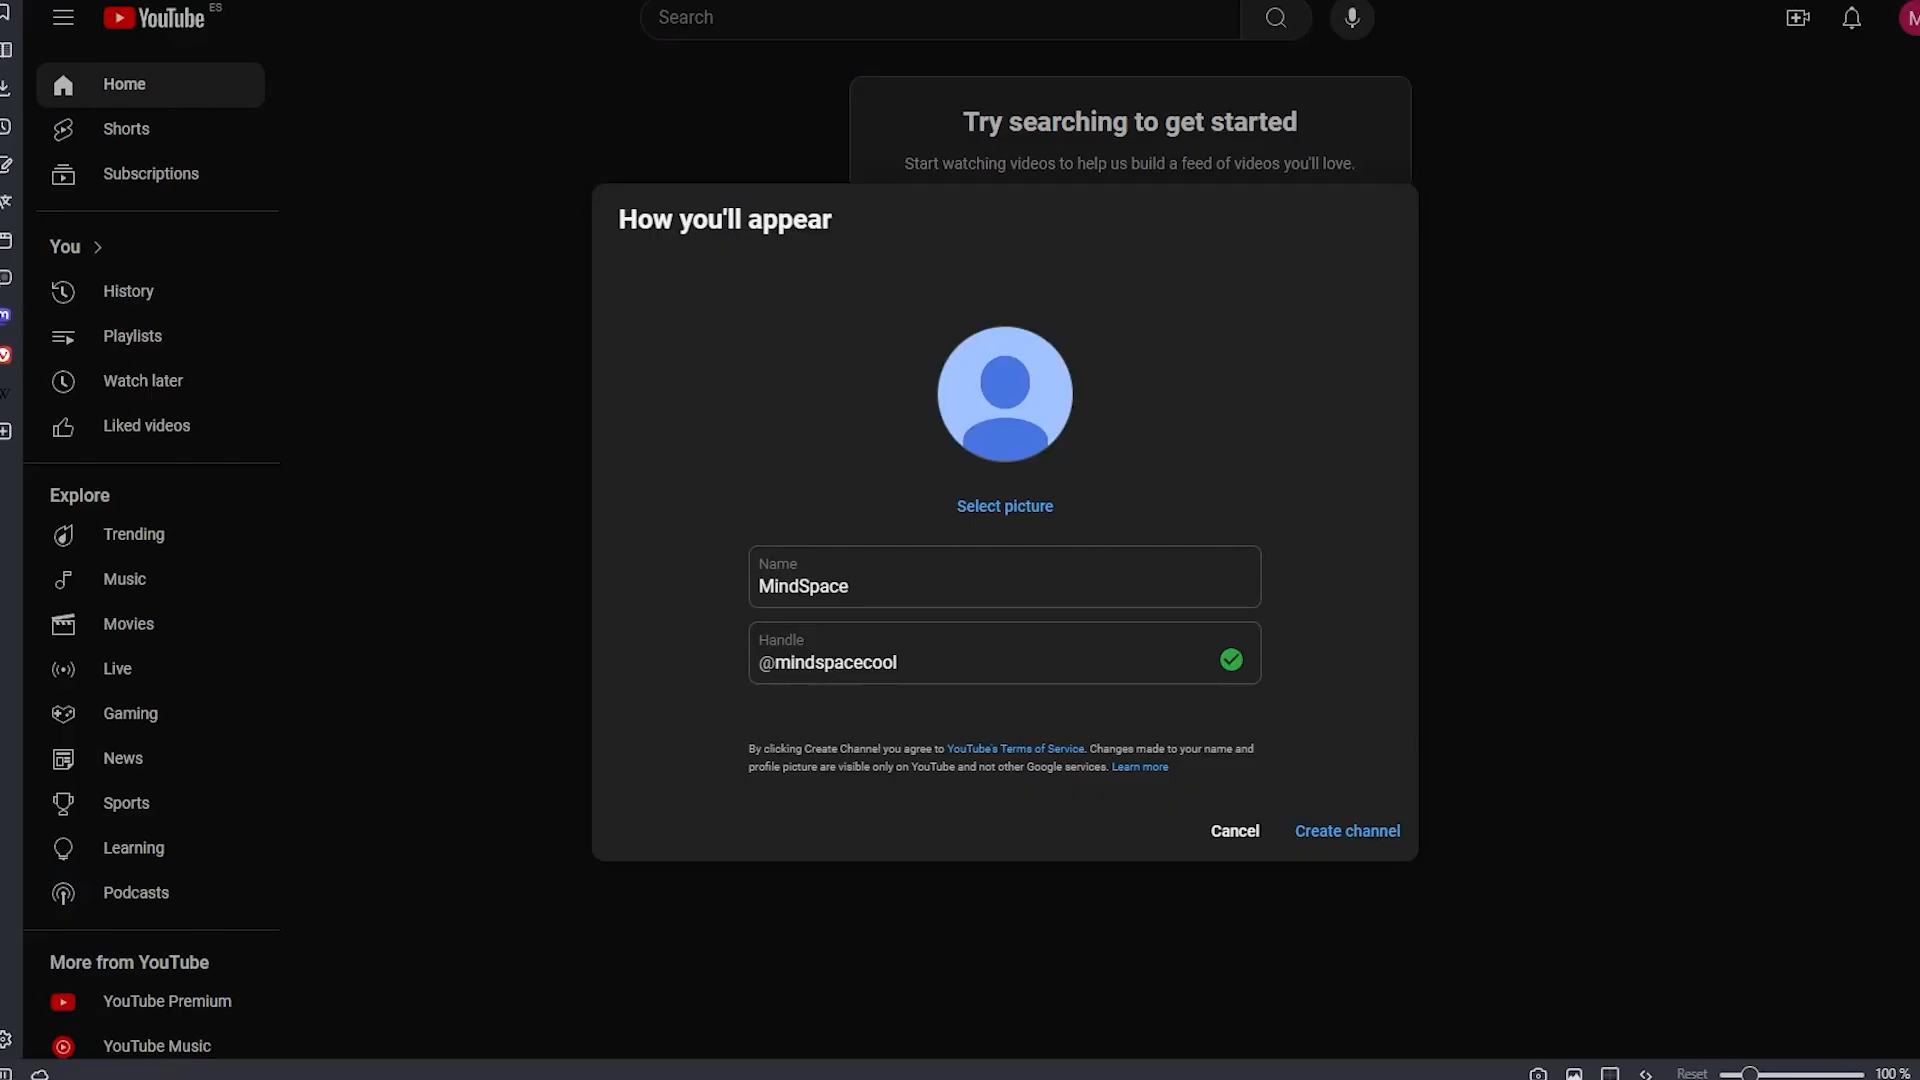 YouTube ES
Search
M
Home
Shorts
Subscriptions
You
History
Playlists
Watch later
Liked videos
Explore
Trending
Music
Movies
Live
Gaming
News
Sports
Learning
Podcasts
More from YouTube
YouTube Premium
YouTube Music
Try searching to get started
Start watching videos to help us build a feed of videos you'll love.
How you'll appear
Select picture
Name
MindSpace
Handle
@mindspacecool
By clicking Create Channel you agree to YouTube's Terms of Service. Changes made to your name and
profile picture are visible only on YouTube and not other Google services. Learn more
Cancel
Create channel
Reset
100 %